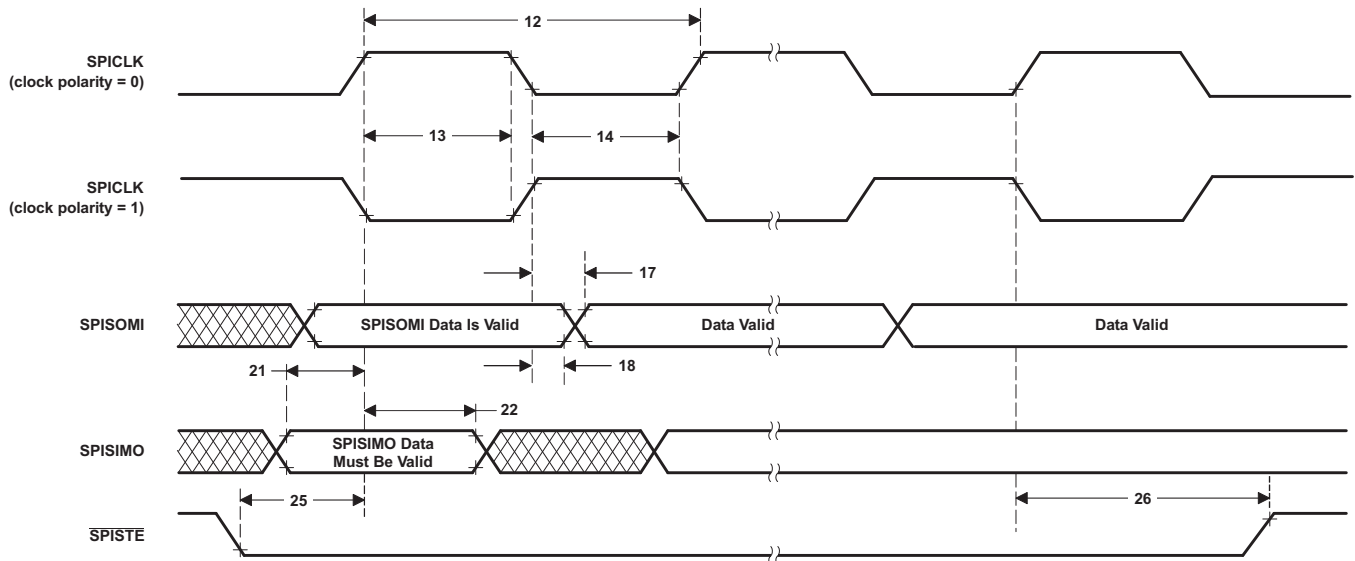 12
SPICLK
(clock polarity = 0)
13
14
SPICLK
(clock polarity = 1)
17
SPISOMI
SPISOMI Data Is Valid
Data Valid
Data Valid
18
21
22
SPISIMO
SPISIMO Data
Must Be Valid
25
26
SPISTE